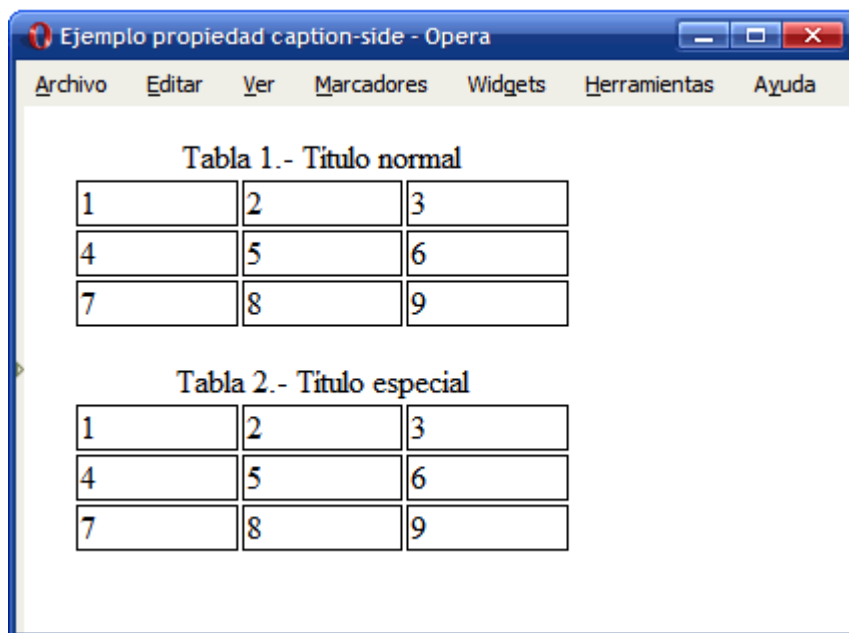 Ejemplo propiedad caption-side - Opera
Archivo Editar Ver Marcadores Widgets Herramientas Ayuda
Tabla 1.- Título normal
1 2 3
4 5 6
7 8 9
Tabla 2.- Título especial
1 2 3
4 5 6
7 8 9